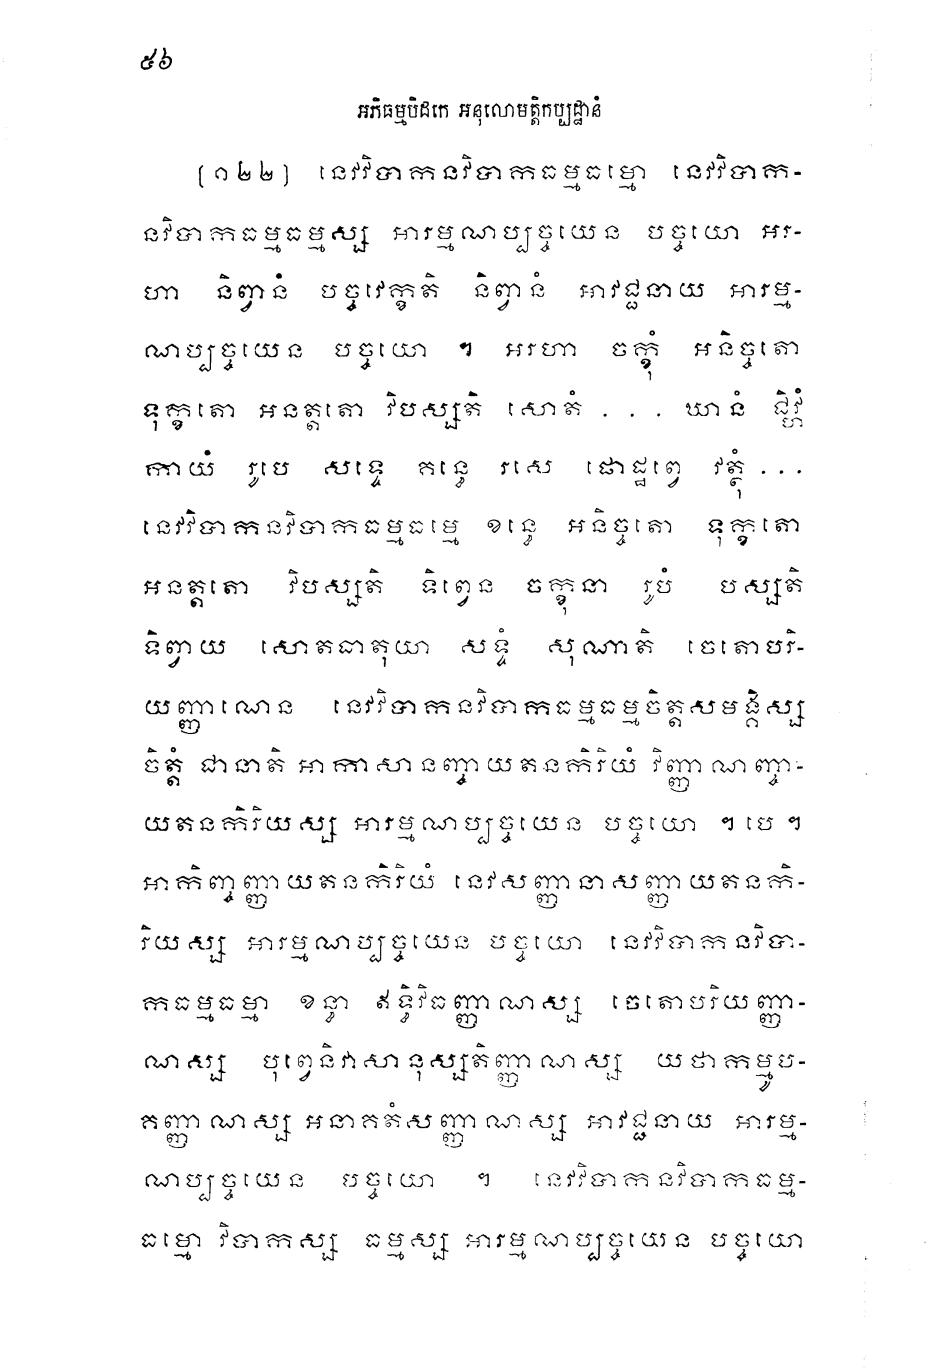 ៥៦
អភិធម្មបិដកេ អនុលោមត្តិកប្បដ្ឋានំ
[១២២] នេវវិបាកនវិបាកធម្មធម្មោ នេវវិបាក-
នវិបាកធម្មធម្មស្ស អារម្មណប្បច្ចយេន បច្ចយោ អរ-
ហា និព្វានំ បច្ចវេក្ខតិ និព្វានំ អាវជ្ជនាយ អារម្ម-
ណប្បច្ចយេន បច្ចយោ ។ អរហា ចក្ខុំ អនិច្ចតោ
ទុក្ខតោ អនត្តតោ វិបស្សតិ សោតំ . . . ឃានំ ជិវ្ហំ
កាយំ រូបេ សទ្ទេ គន្ធេ រសេ ផោដ្ឋព្វេ វត្ថុំ . . .
នេវវិបាកនវិបាកធម្មធម្មេ ខន្ធេ អនិច្ចតោ ទុក្ខតោ
អនត្តតោ វិបស្សតិ ទិព្វេន ចក្ខុនា រូបំ បស្សតិ
ទិព្វាយ សោតធាតុយា សទ្ទំ សុណាតិ ចេតោបរិ-
យញ្ញាណេន នេវវិបាកនវិបាកធម្មធម្មចិត្តសមង្គិស្ស
ចិត្តំ ជានាតិ អាកាសានញ្ចាយតនកិរិយំ វិញ្ញាណញ្ចា-
យតនកិរិយស្ស អារម្មណប្បច្ចយេន បច្ចយោ ។ បេ ។
អាកិញ្ចញ្ញាយតនកិរិយំ នេវសញ្ញានាសញ្ញាយតនកិ-
រិយស្ស អារម្មណប្បច្ចយេន បច្ចយោ នេវវិបាកនវិបា-
កធម្មធម្មា ខន្ធា ឥទ្ធិវិធញ្ញាណស្ស ចេតោបរិយញ្ញា-
ណស្ស បុព្វេនិវាសានុស្សតិញ្ញាណស្ស យថាកម្មូប-
គញ្ញាណស្ស អនាគតំសញ្ញាណស្ស អាវជ្ជនាយ អារម្ម-
ណប្បច្ចយេន បច្ចយោ ។ នេវវិបាកនវិបាកធម្ម-
ធម្មោ វិបាកស្ស ធម្មស្ស អារម្មណប្បច្ចយេន បច្ចយោ